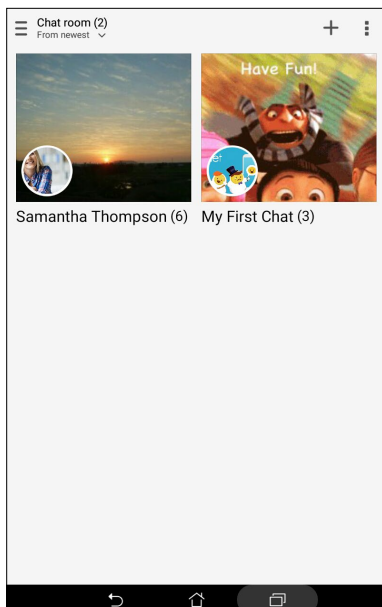 Chat room (2)
From newest
Have Fun!
Samantha Thompson (6)
My First Chat (3)